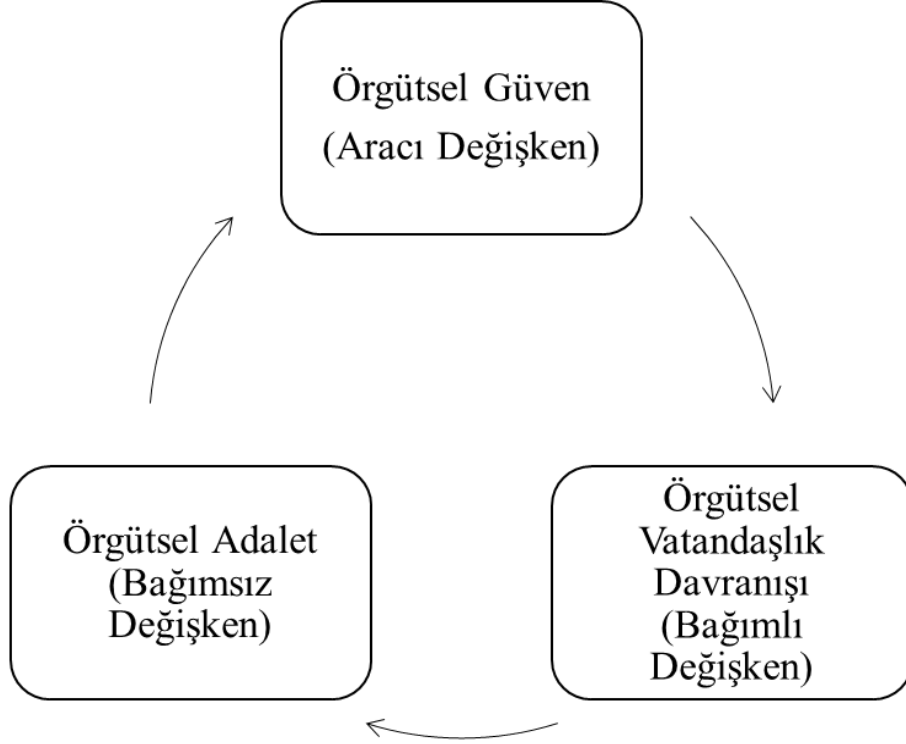 Örgütsel Güven
(Aracı Değişken)
Örgütsel Adalet
(Bağımsız
Değişken)
Örgütsel
Vatandaşlık
Davranışı
(Bağımlı
Değişken)